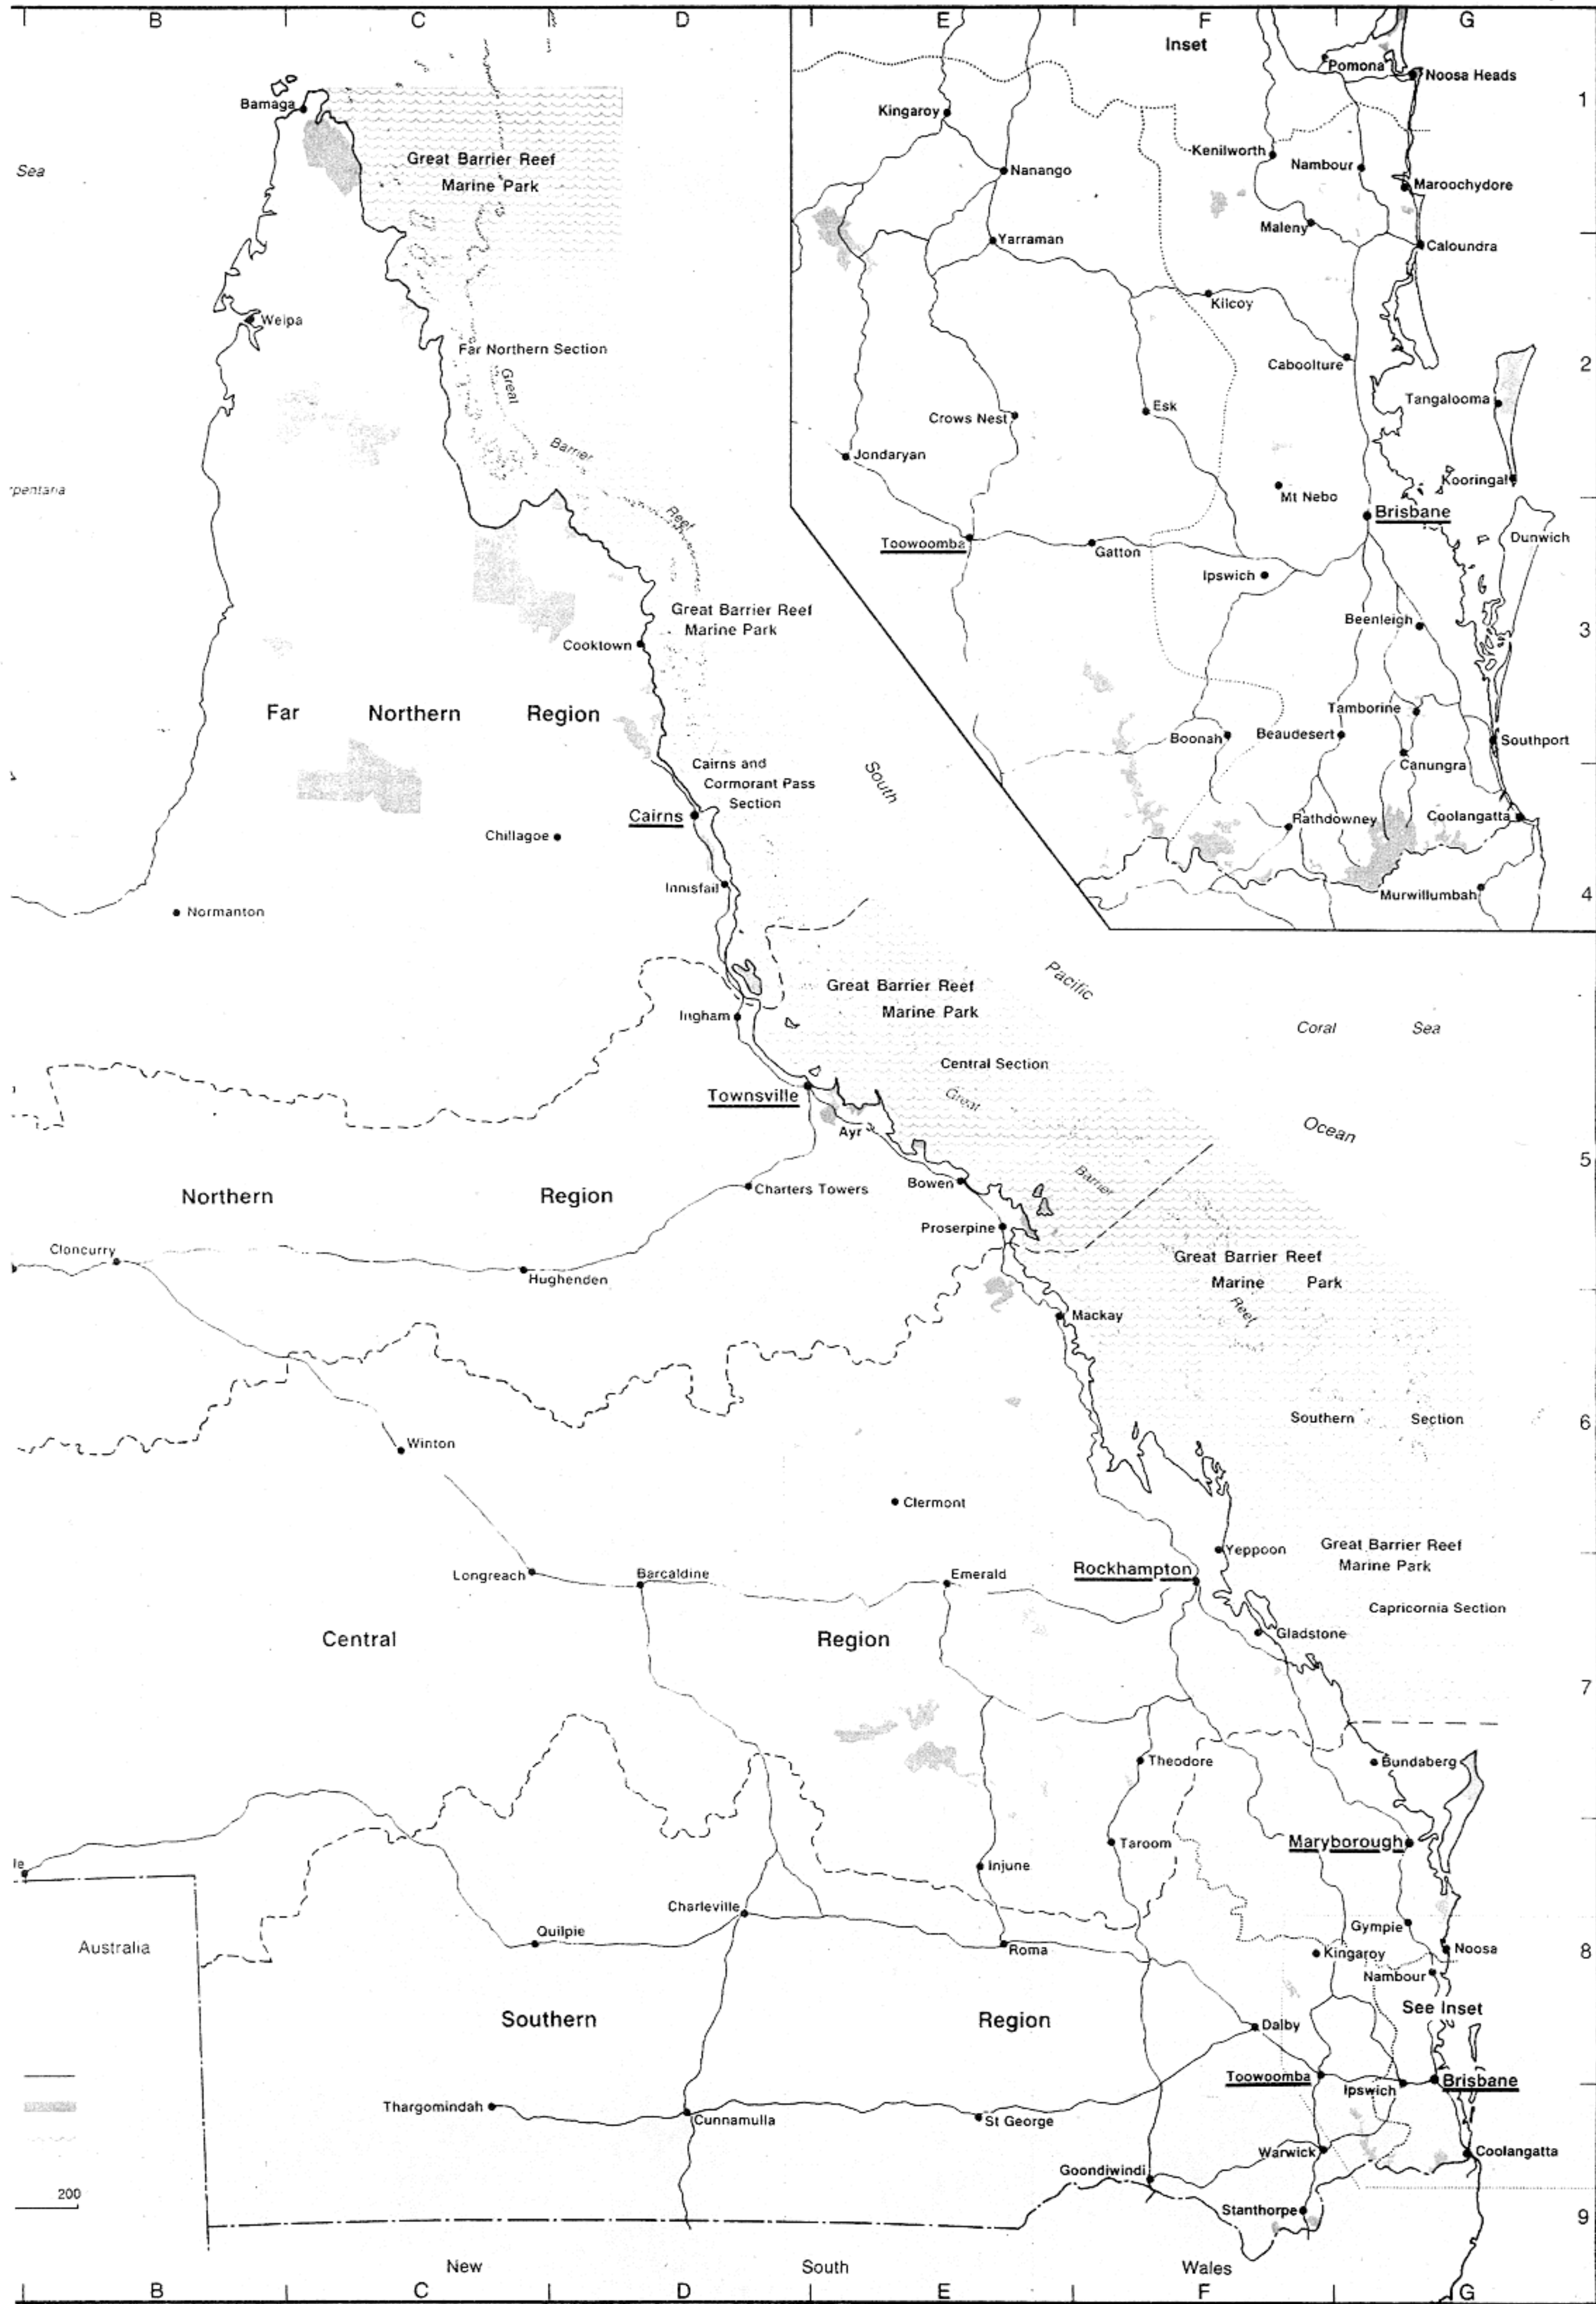 B C D E F G
Inset
Pomona
Noosa Heads
Bamaga
Kingaroy
1
Great Barrier Reef
Marine Park
Kenilworth
Nambour
Sea
Nanango
Maroochydore
Maleny
Yarraman
Caloundra
Kilcoy
Weipa
Far Northern Section
Caboolture
2
Great
Tangalooma
Esk
Crows Nest
Barrier
Jondaryan
Kooringal
rpentaria
Mt Nebo
Reef
Brisbane
Dunwich
Toowoomba
Gatton
Ipswich
Great Barrier Reef
Marine Park
Beenleigh
3
Cooktown
Far Northern Region
Tamborine
Boonah
Beaudesert
Southport
Cairns and
Cormorant Pass
Section
South
Canungra
Cairns
Rathdowney
Coolangatta
Chillagoe
Innisfail
Murwillumbah
4
Normanton
Pacific
Great Barrier Reef
Marine Park
Ingham
Coral Sea
Central Section
Townsville
Great
Ayr
Ocean
5
Barrier
Northern Region
Charters Towers
Bowen
Proserpine
Cloncurry
Great Barrier Reef
Marine Park
Hughenden
Reef
Mackay
Southern Section
6
Winton
Clermont
Yeppoon
Great Barrier Reef
Marine Park
Longreach
Barcaldine
Emerald
Rockhampton
Capricornia Section
Central Region
Gladstone
7
Theodore
Bundaberg
Taroom
Maryborough
le
Injune
Charleville
Gympie
Quilpie
Australia
Roma
Kingaroy
Noosa
8
Nambour
See Inset
Southern Region
Dalby
Toowoomba
Ipswich
Brisbane
Thargomindah
Cunnamulla
St George
Warwick
Coolangatta
Goondiwindi
200
Stanthorpe
9
New South Wales
B C D E F G